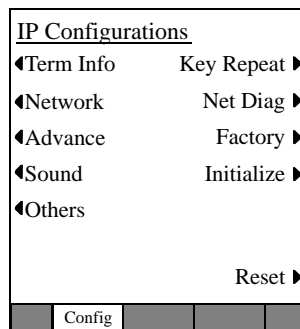 IP Configurations
Term Info Key Repeat
Network Net Diag
Advance Factory
Sound Initialize
Others
Reset
Config